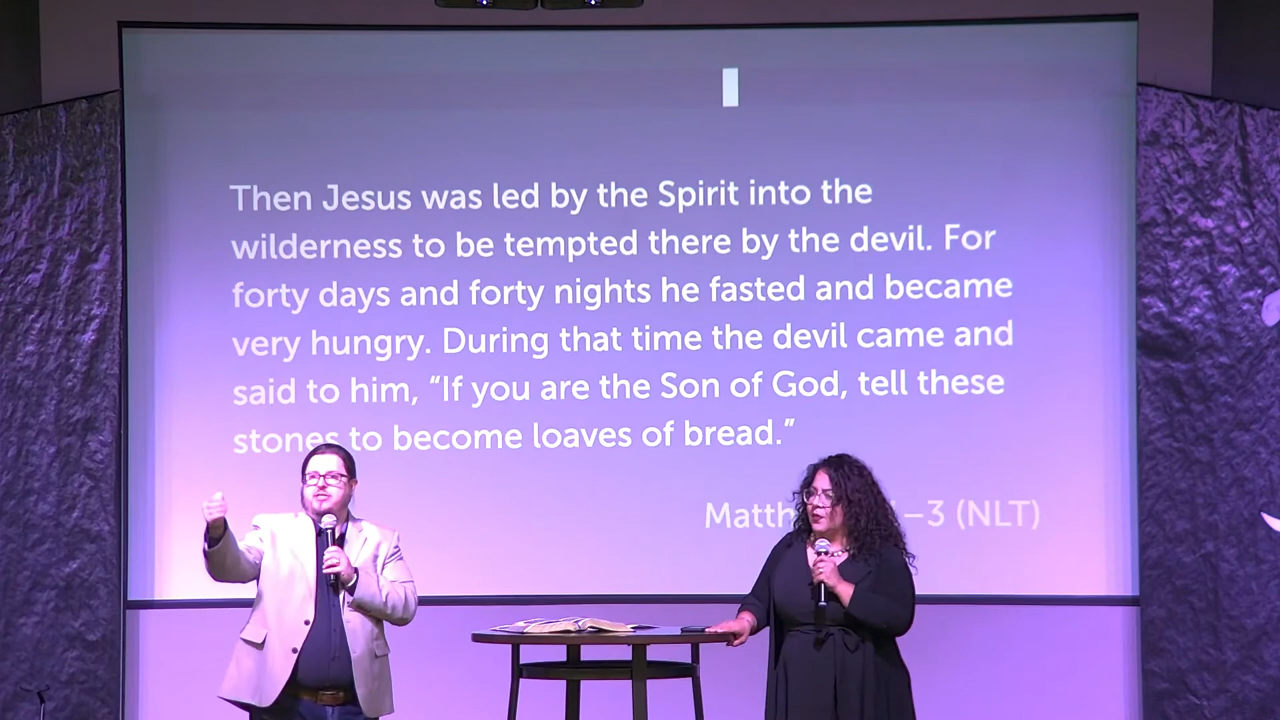 Then Jesus was led by the Spirit into the
wilderness to be tempted there by the devil. For
forty days and forty nights he fasted and became
very hungry. During that time the devil came and
said to him, “If you are the Son of God, tell these
stones to become loaves of bread.”
–3 (NLT)